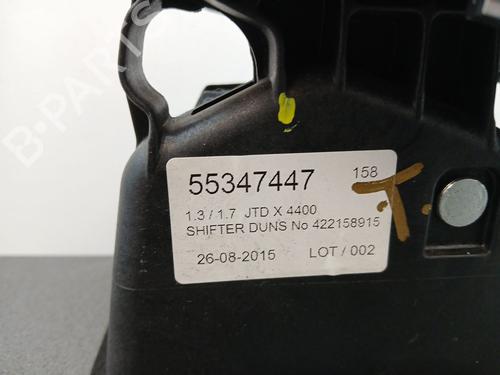 55347447 158
1.3 / 1.7 JTD X 4400
SHIFTER DUNS No 422158915
26-08-2015 LOT / 002
B-PARTS